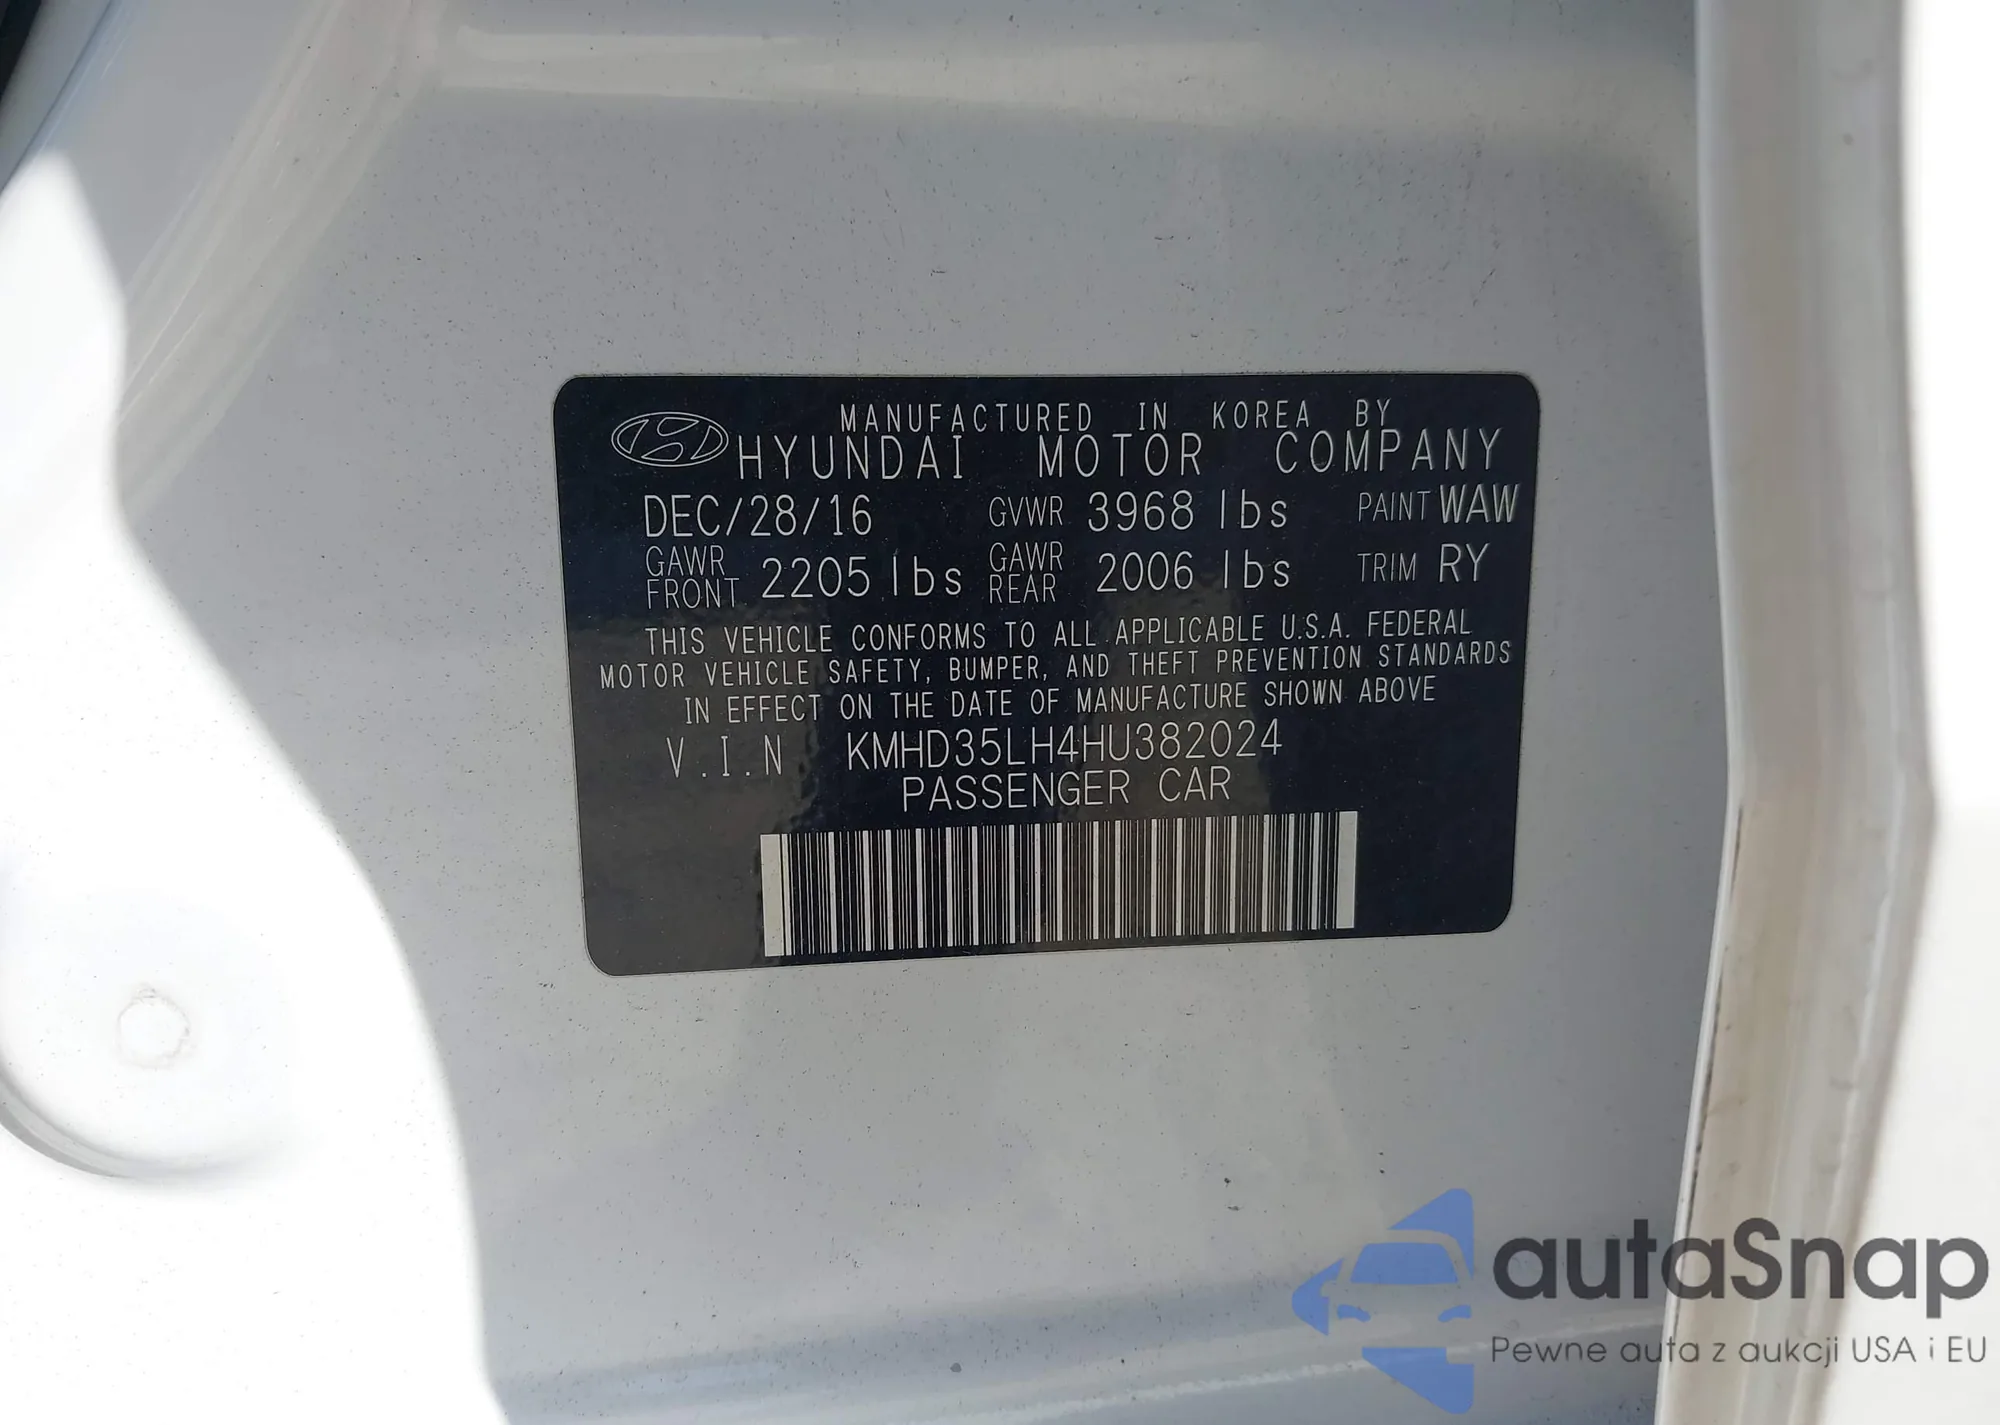 MANUFACTURED IN KOREA BY
HYUNDAI MOTOR COMPANY
DEC/28/16 GVWR 3968 lbs PAINT WAW
GAWR FRONT 2205 lbs GAWR REAR 2006 lbs TRIM RY
THIS VEHICLE CONFORMS TO ALL APPLICABLE U.S.A. FEDERAL
MOTOR VEHICLE SAFETY, BUMPER, AND THEFT PREVENTION STANDARDS
IN EFFECT ON THE DATE OF MANUFACTURE SHOWN ABOVE
V.I.N KMHD35LH4HU382024
PASSENGER CAR
autaSnap
Pewne auta z aukcji USA i EU